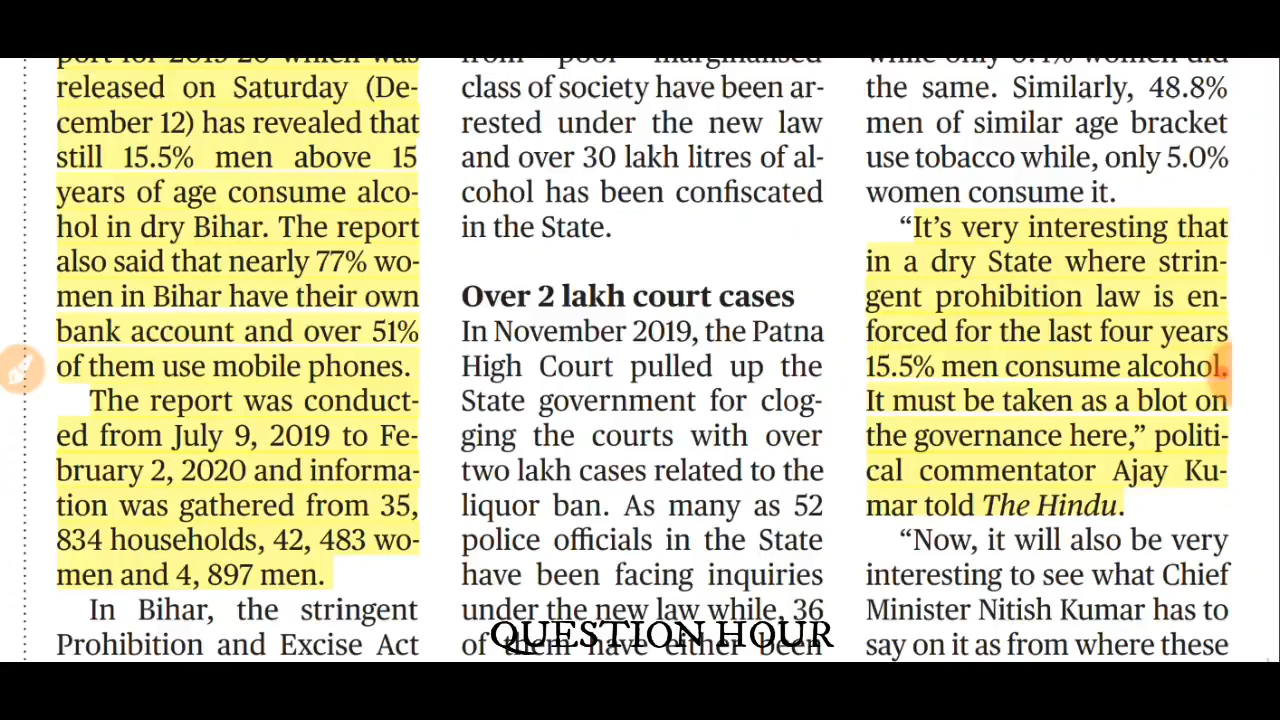 released on Saturday (De-
cember 12) has revealed that
still 15.5% men above 15
years of age consume alco-
hol in dry Bihar. The report
also said that nearly 77% wo-
men in Bihar have their own
bank account and over 51%
of them use mobile phones.
The report was conduct-
ed from July 9, 2019 to Fe-
bruary 2, 2020 and informa-
tion was gathered from 35,
834 households, 42, 483 wo-
men and 4, 897 men.
In Bihar, the stringent
Prohibition and Excise Act
class of society have been ar-
rested under the new law
and over 30 lakh litres of al-
cohol has been confiscated
in the State.
Over 2 lakh court cases
In November 2019, the Patna
High Court pulled up the
State government for clog-
ging the courts with over
two lakh cases related to the
liquor ban. As many as 52
police officials in the State
have been facing inquiries
under the new law while, 36
of them have either been
the same. Similarly, 48.8%
men of similar age bracket
use tobacco while, only 5.0%
women consume it.
“It’s very interesting that
in a dry State where strin-
gent prohibition law is en-
forced for the last four years
15.5% men consume alcohol.
It must be taken as a blot on
the governance here,” politi-
cal commentator Ajay Ku-
mar told The Hindu.
“Now, it will also be very
interesting to see what Chief
Minister Nitish Kumar has to
say on it as from where these
QUESTION HOUR